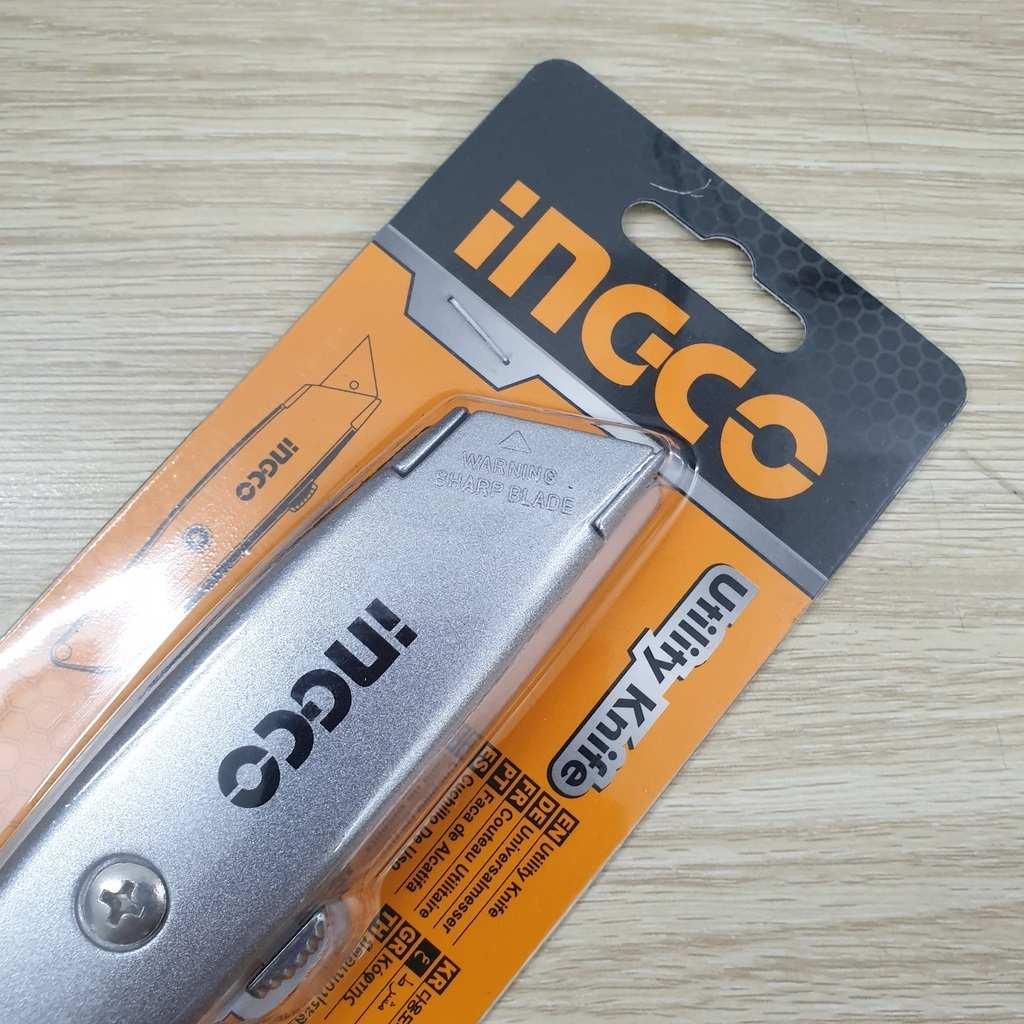 INGCO
INGCO
WARNING
SHARP BLADE
INGCO
Utility Knife
EN Utility Knife
DE Universalmesser
FR Couteau Utilitaire
PT Faca de Alcatifa
ES Cuchillo De Uso
KR
GR Κόφτης
TH